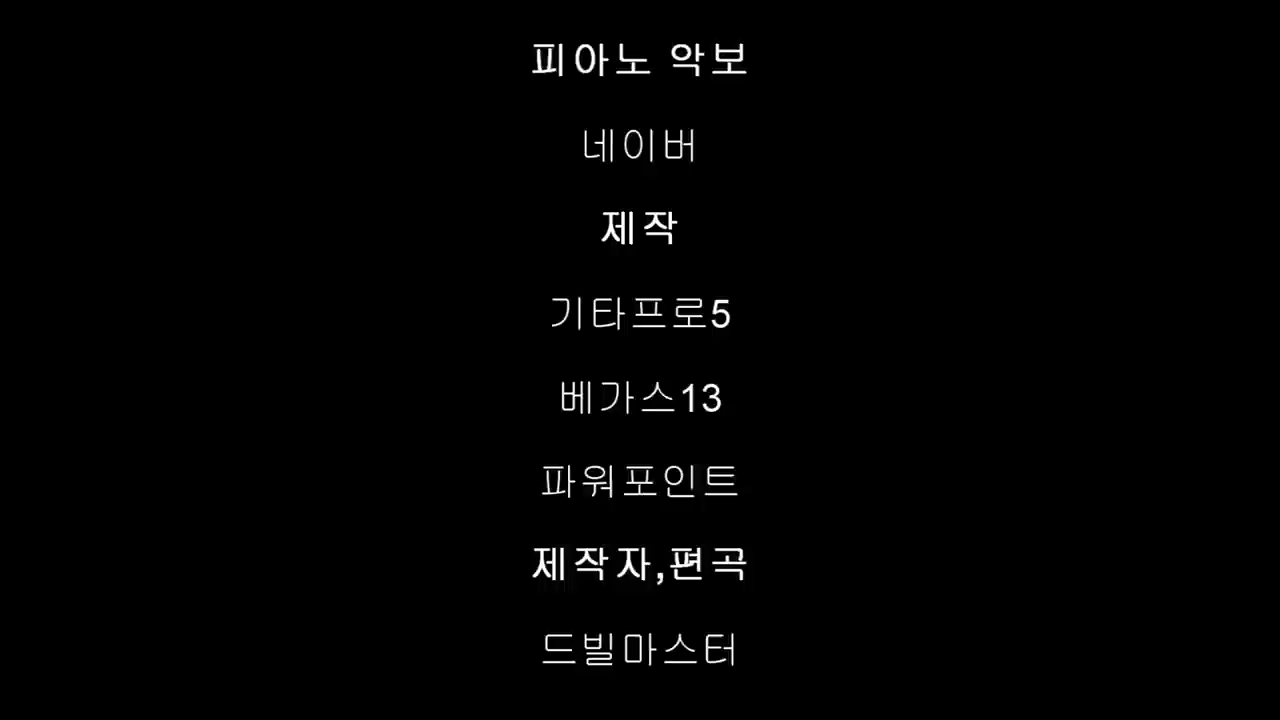 피아노 악보
네이버
제작
기타프로5
베가스13
파워포인트
제작자,편곡
드빌마스터